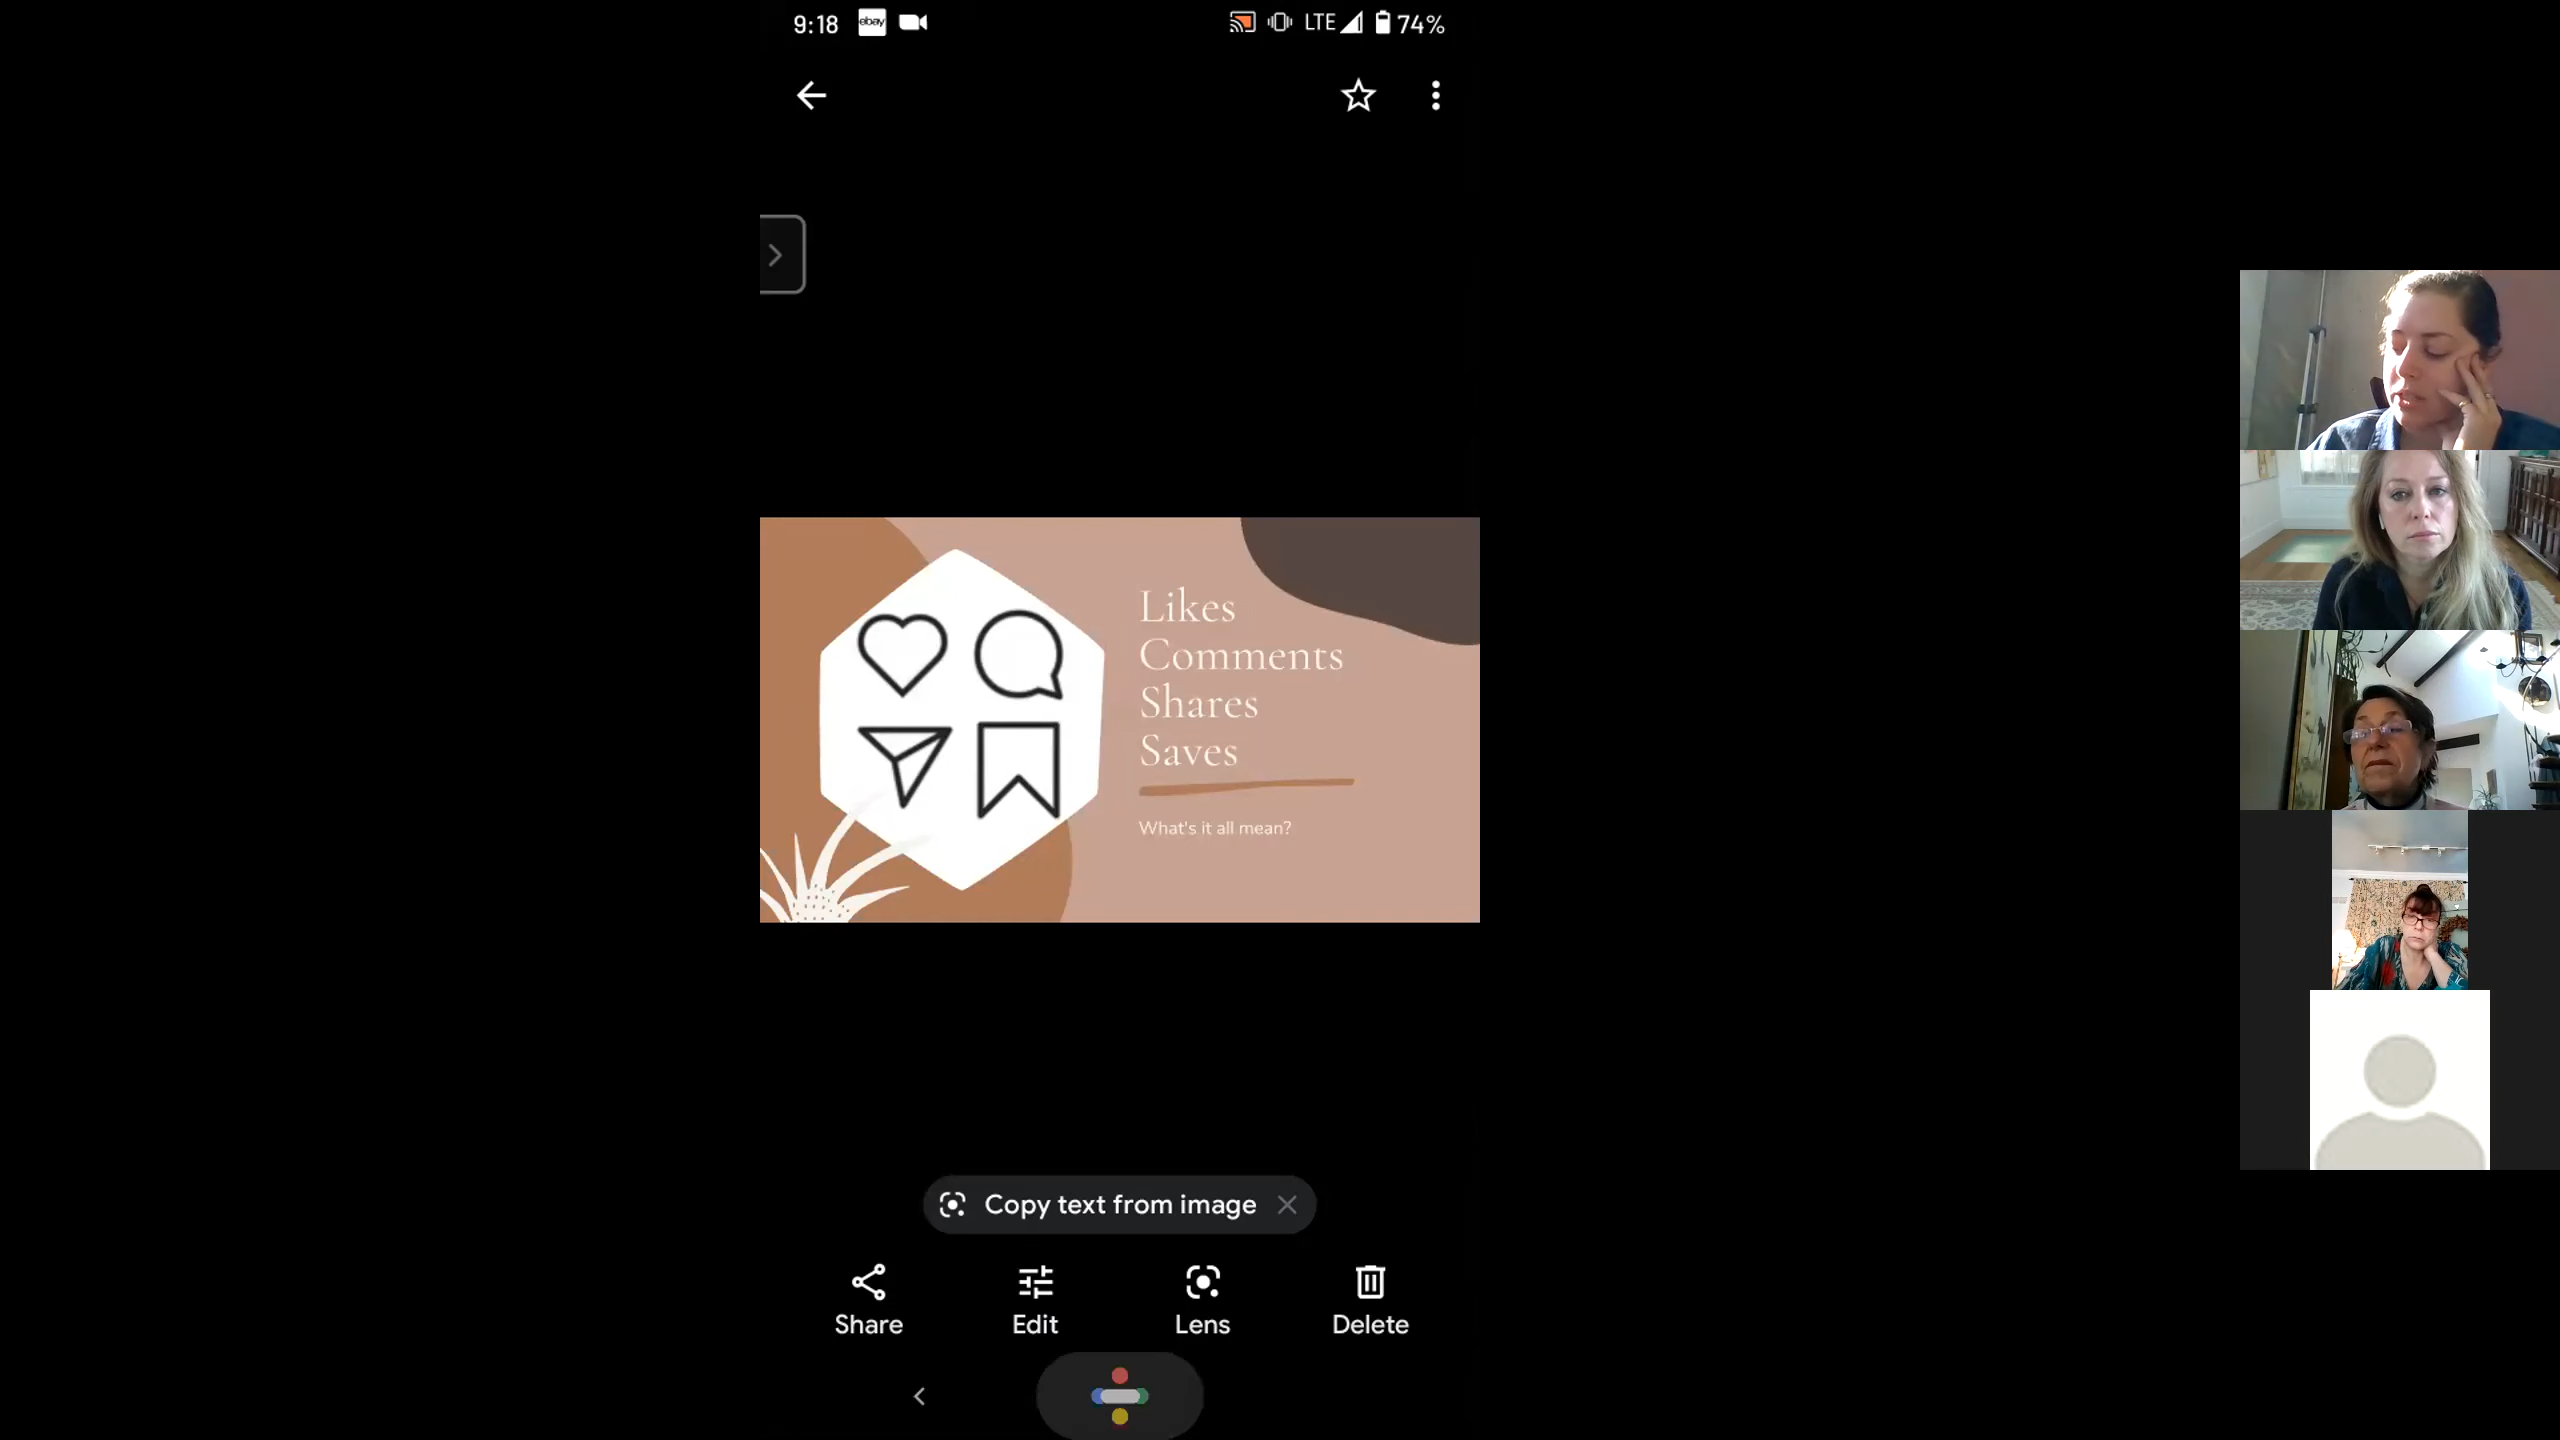 9:18 ebay LTE 74%
Likes
Comments
Shares
Saves
What's it all mean?
Copy text from image
Share Edit Lens Delete